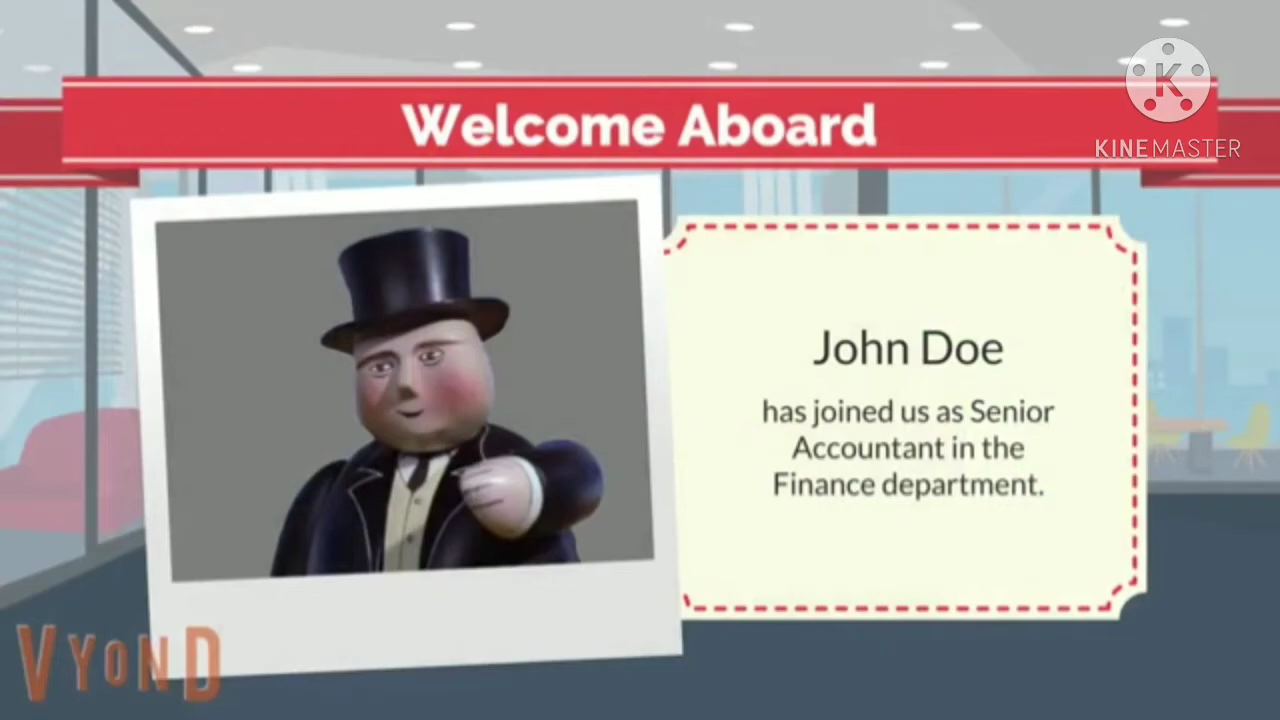 Welcome Aboard
K
KINEMASTER
John Doe
has joined us as Senior
Accountant in the
Finance department.
VYOND